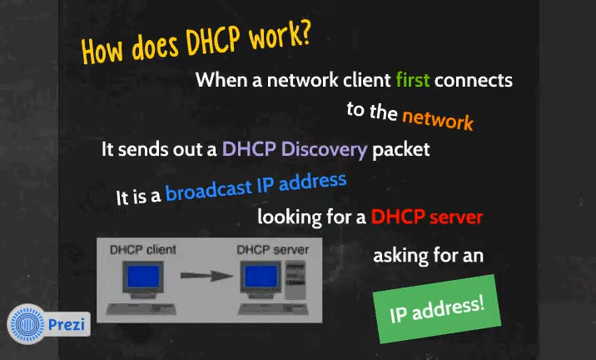 How does DHCP work?
When a network client first connects
to the network
It sends out a DHCP Discovery packet
It is a broadcast IP address
looking for a DHCP server
asking for an
IP address!
DHCP client
DHCP server
Prezi